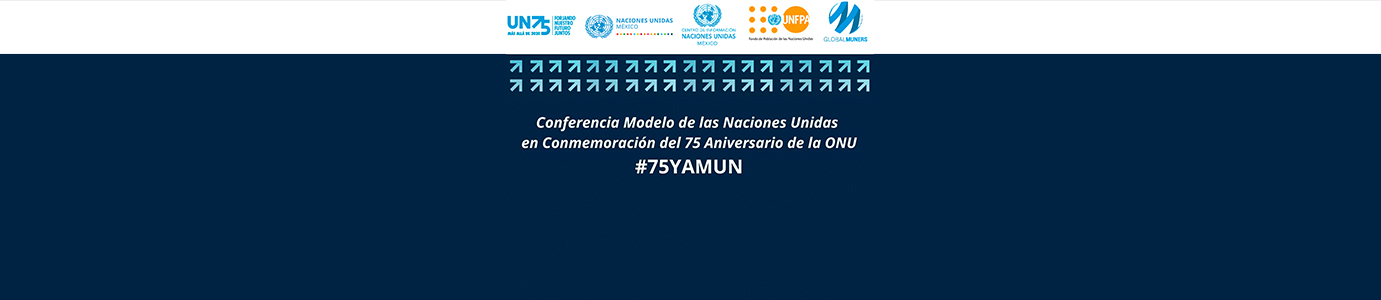 UN75
FORJANDO
NUESTRO
FUTURO
JUNTOS
MÁS ALLÁ DE 2020
NACIONES UNIDAS
MÉXICO
CENTRO DE INFORMACIÓN
NACIONES UNIDAS
MÉXICO
UNFPA
Fondo de Población de las Naciones Unidas
GLOBALMUNERS
Conferencia Modelo de las Naciones Unidas
en Conmemoración del 75 Aniversario de la ONU
#75YAMUN